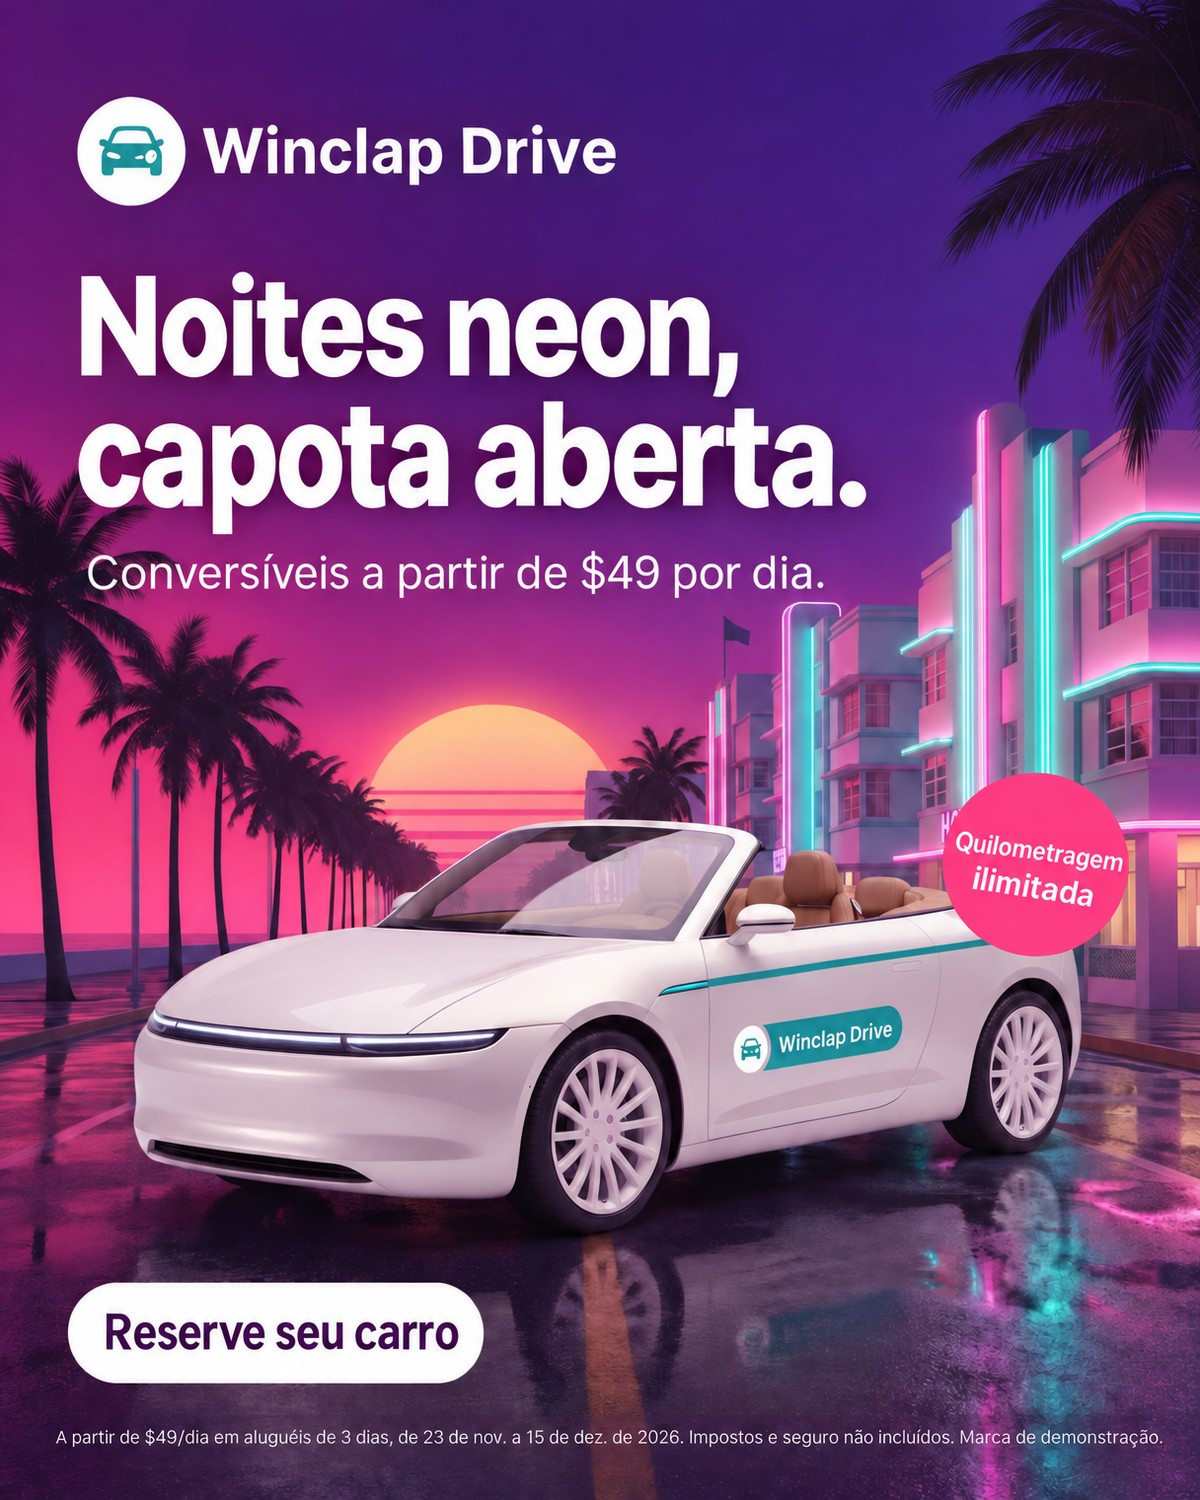 Winclap Drive
Noites neon,
capota aberta.
Conversíveis a partir de $49 por dia.
Quilometragem
ilimitada
Winclap Drive
Reserve seu carro
A partir de $49/dia em aluguéis de 3 dias, de 23 de nov. a 15 de dez. de 2026. Impostos e seguro não incluídos. Marca de demonstração.